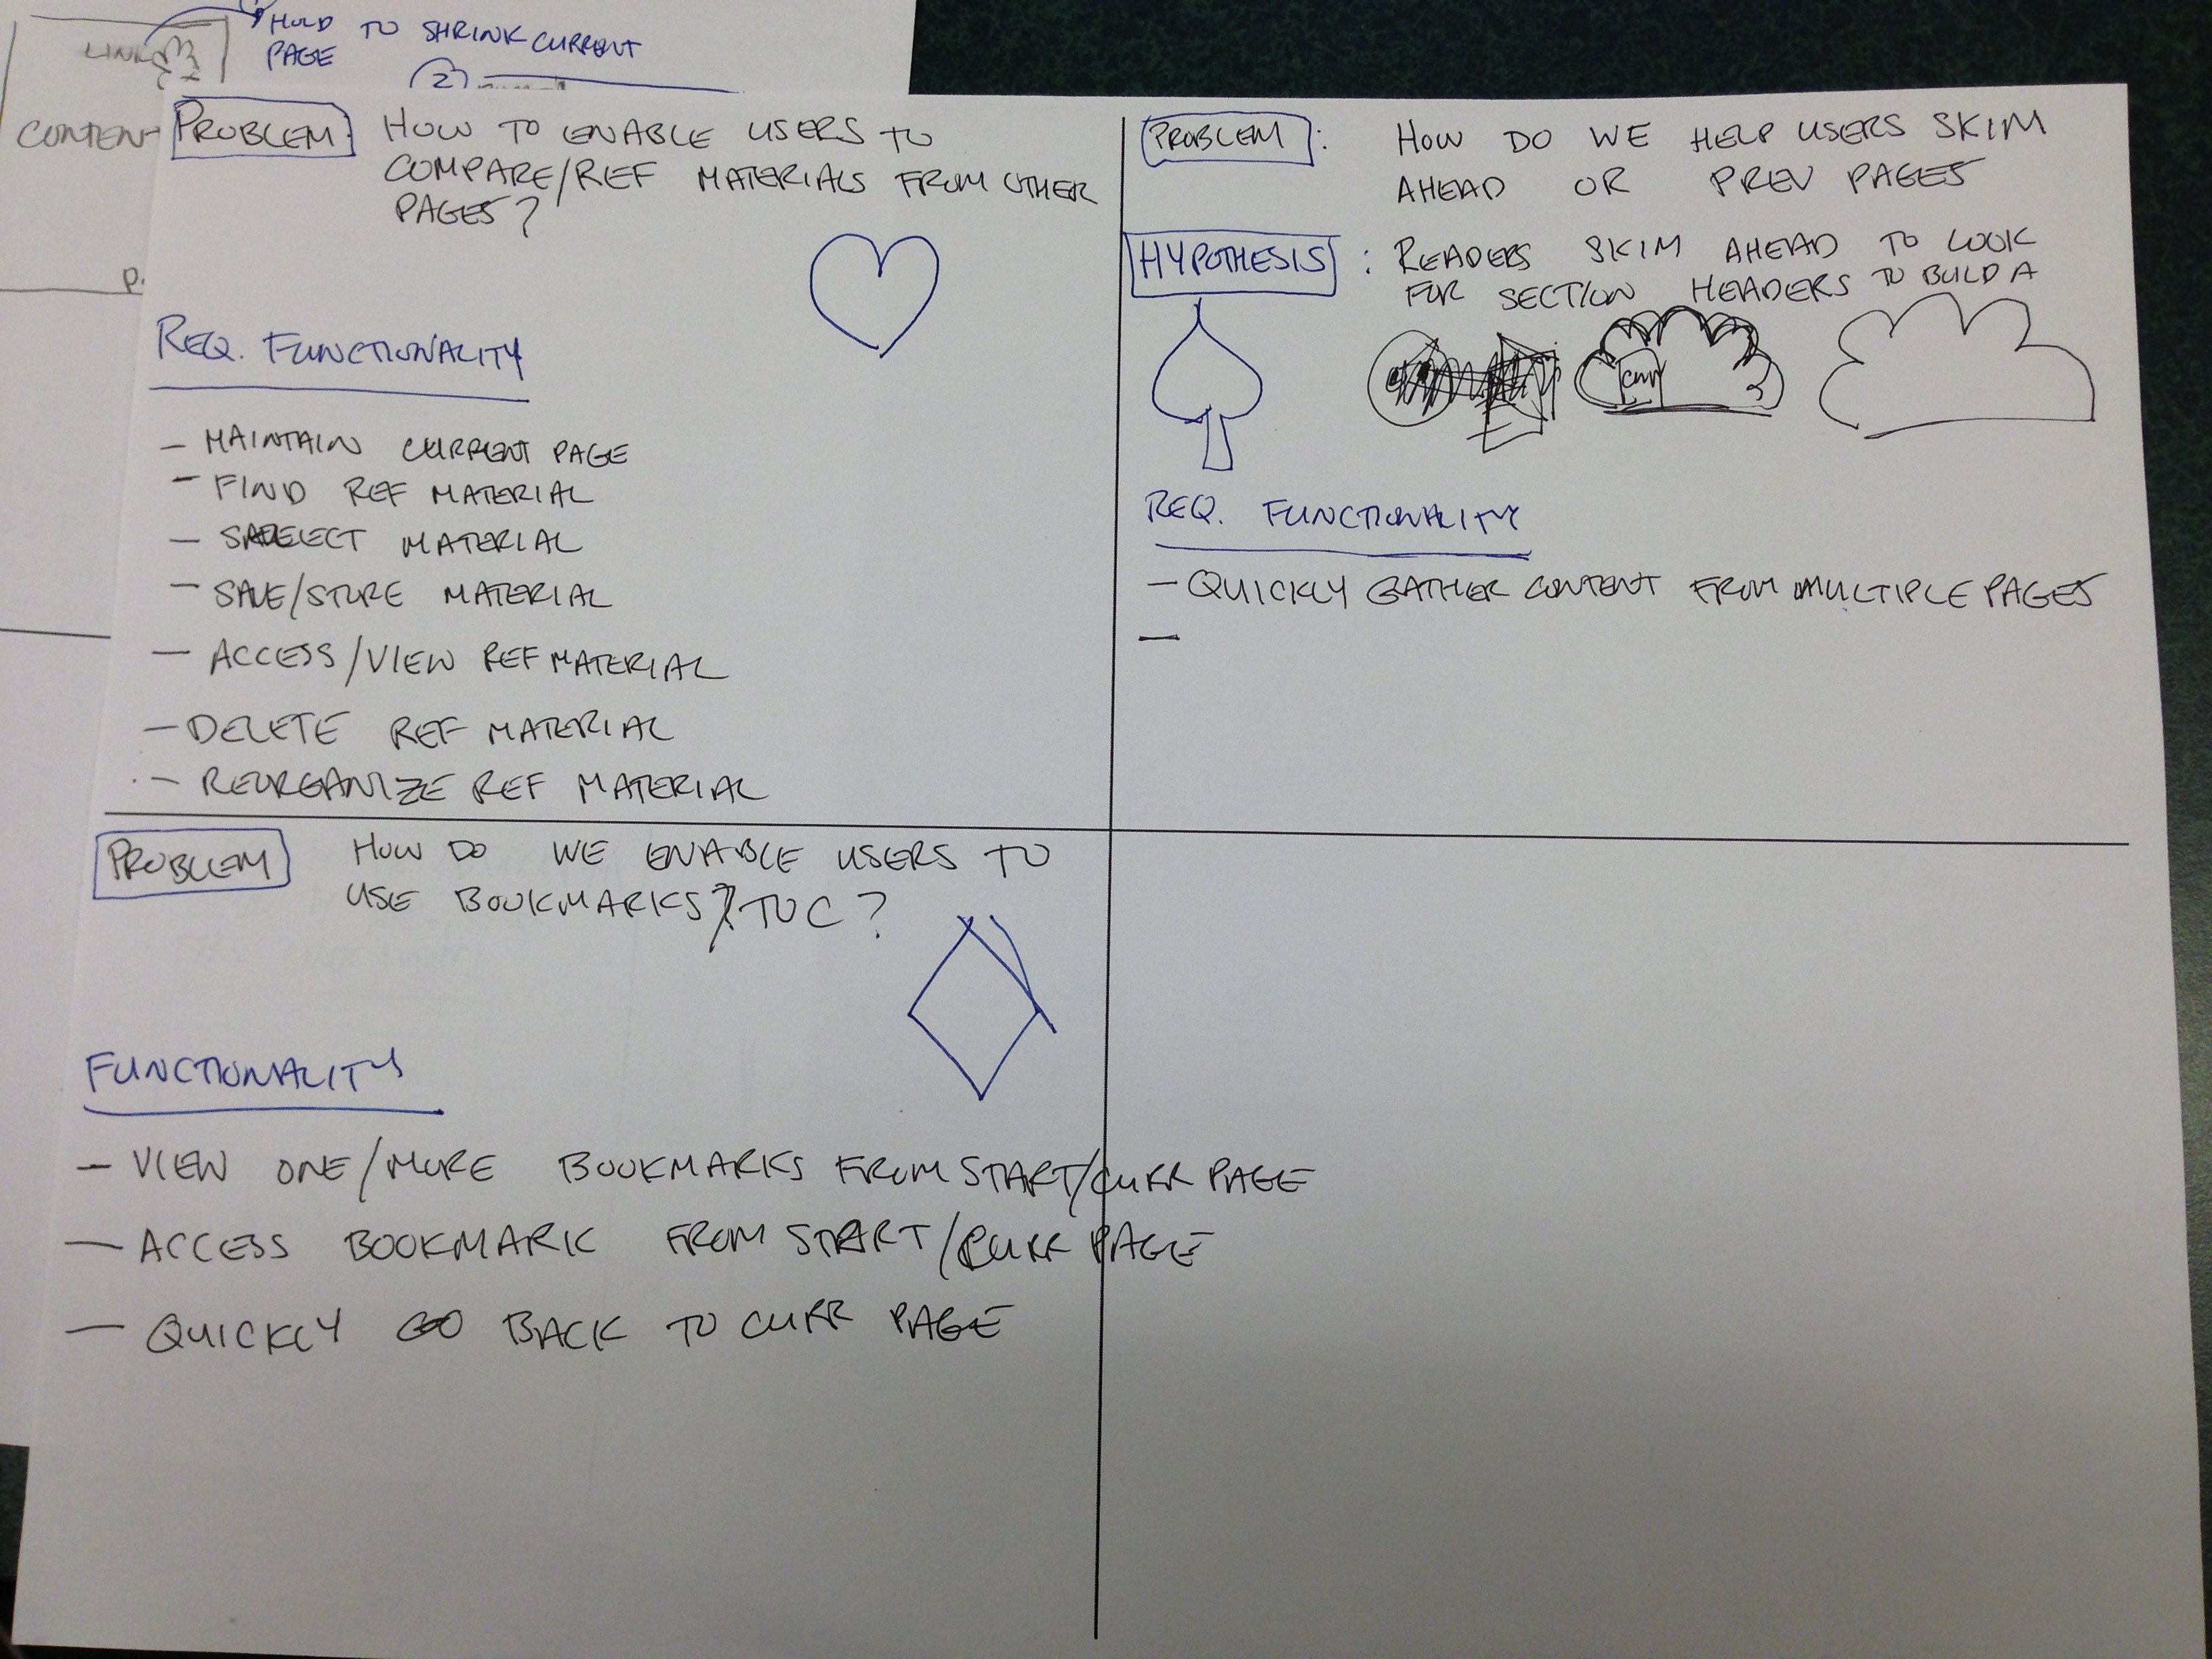 CONTENT
LINK
HOLD TO SHRINK CURRENT
PAGE
2)
P.
PROBLEM HOW TO ENABLE USERS TO
COMPARE/REF MATERIALS FROM OTHER
PAGES?
REQ. FUNCTIONALITY
- MAINTAIN CURRENT PAGE
- FIND REF MATERIAL
- SELECT MATERIAL
- SAVE/STORE MATERIAL
- ACCESS/VIEW REF MATERIAL
- DELETE REF MATERIAL
- REORGANIZE REF MATERIAL
PROBLEM HOW DO WE ENABLE USERS TO
USE BOOKMARKS?/TOC?
FUNCTIONALITY
- VIEW ONE/MORE BOOKMARKS FROM START/CURR PAGE
- ACCESS BOOKMARK FROM START/CURR PAGE
- QUICKLY GO BACK TO CURR PAGE
PROBLEM: HOW DO WE HELP USERS SKIM
AHEAD OR PREV PAGES
HYPOTHESIS: READERS SKIM AHEAD TO LOOK
FOR SECTION HEADERS TO BUILD A
REQ. FUNCTIONALITY
- QUICKLY GATHER CONTENT FROM MULTIPLE PAGES
-